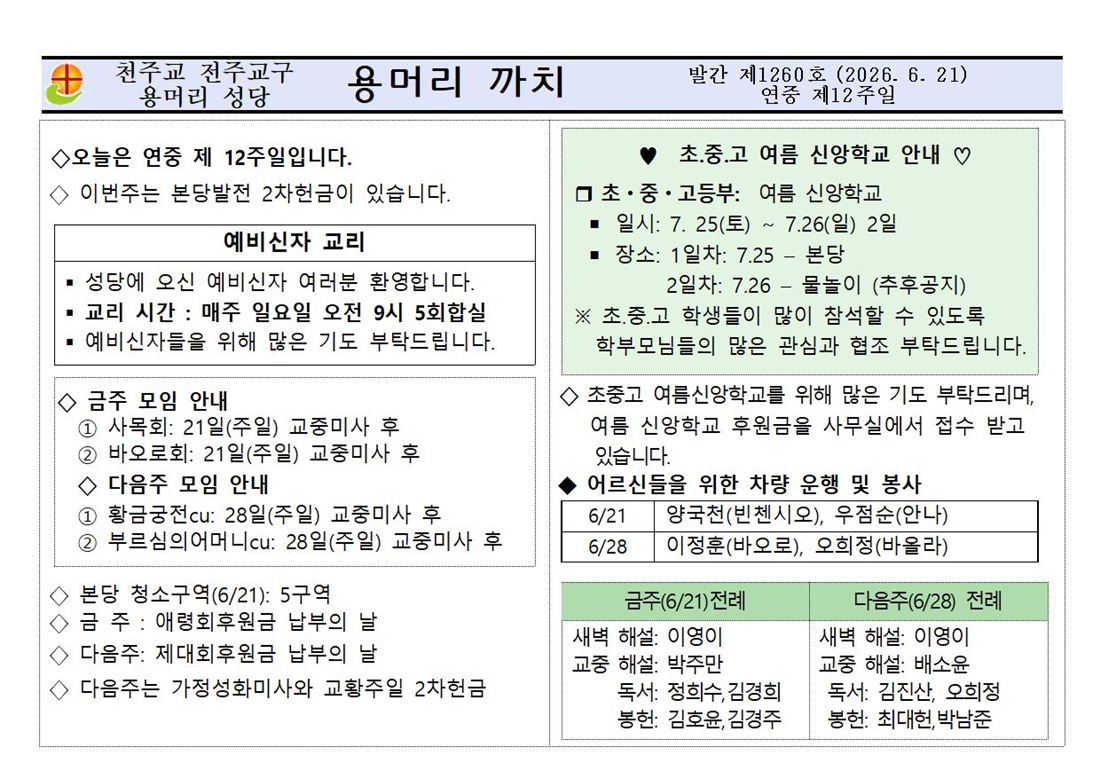 천주교 전주교구
용머리 성당
용머리 까치
발간 제1260호 (2026. 6. 21)
연중 제12주일
◇오늘은 연중 제 12주일입니다.
◇ 이번주는 본당발전 2차헌금이 있습니다.
예비신자 교리
▪ 성당에 오신 예비신자 여러분 환영합니다.
▪ 교리 시간 : 매주 일요일 오전 9시 5회합실
▪ 예비신자들을 위해 많은 기도 부탁드립니다.
◇ 금주 모임 안내
① 사목회: 21일(주일) 교중미사 후
② 바오로회: 21일(주일) 교중미사 후
◇ 다음주 모임 안내
① 황금궁전cu: 28일(주일) 교중미사 후
② 부르심의어머니cu: 28일(주일) 교중미사 후
◇ 본당 청소구역(6/21): 5구역
◇ 금 주 : 애령회후원금 납부의 날
◇ 다음주: 제대회후원금 납부의 날
◇ 다음주는 가정성화미사와 교황주일 2차헌금
♥ 초.중.고 여름 신앙학교 안내 ♡
❒ 초·중·고등부: 여름 신앙학교
▪ 일시: 7. 25(토) ~ 7.26(일) 2일
▪ 장소: 1일차: 7.25 – 본당
2일차: 7.26 – 물놀이 (추후공지)
※ 초.중.고 학생들이 많이 참석할 수 있도록
학부모님들의 많은 관심과 협조 부탁드립니다.
◇ 초중고 여름신앙학교를 위해 많은 기도 부탁드리며,
여름 신앙학교 후원금을 사무실에서 접수 받고
있습니다.
◆ 어르신들을 위한 차량 운행 및 봉사
6/21 양국천(빈첸시오), 우점순(안나)
6/28 이정훈(바오로), 오희정(바올라)
금주(6/21)전례
새벽 해설: 이영이
교중 해설: 박주만
독서: 정희수,김경희
봉헌: 김호윤,김경주
다음주(6/28) 전례
새벽 해설: 이영이
교중 해설: 배소윤
독서: 김진산, 오희정
봉헌: 최대헌,박남준